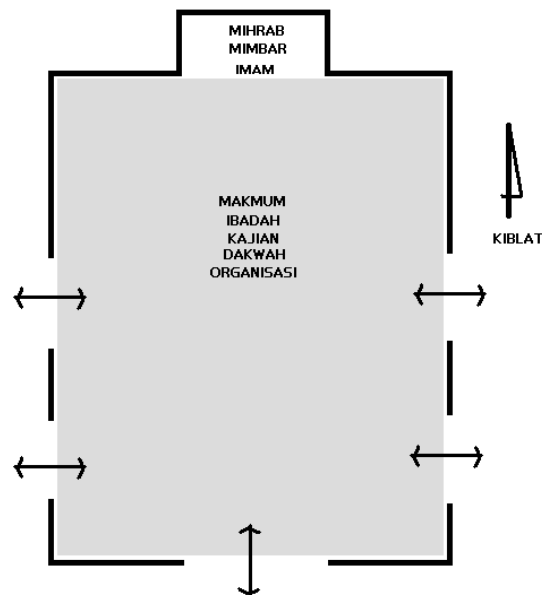 MIHRAB
MIMBAR
IMAM
MAKMUM
IBADAH
KAJIAN
DAKWAH
ORGANISASI
KIBLAT